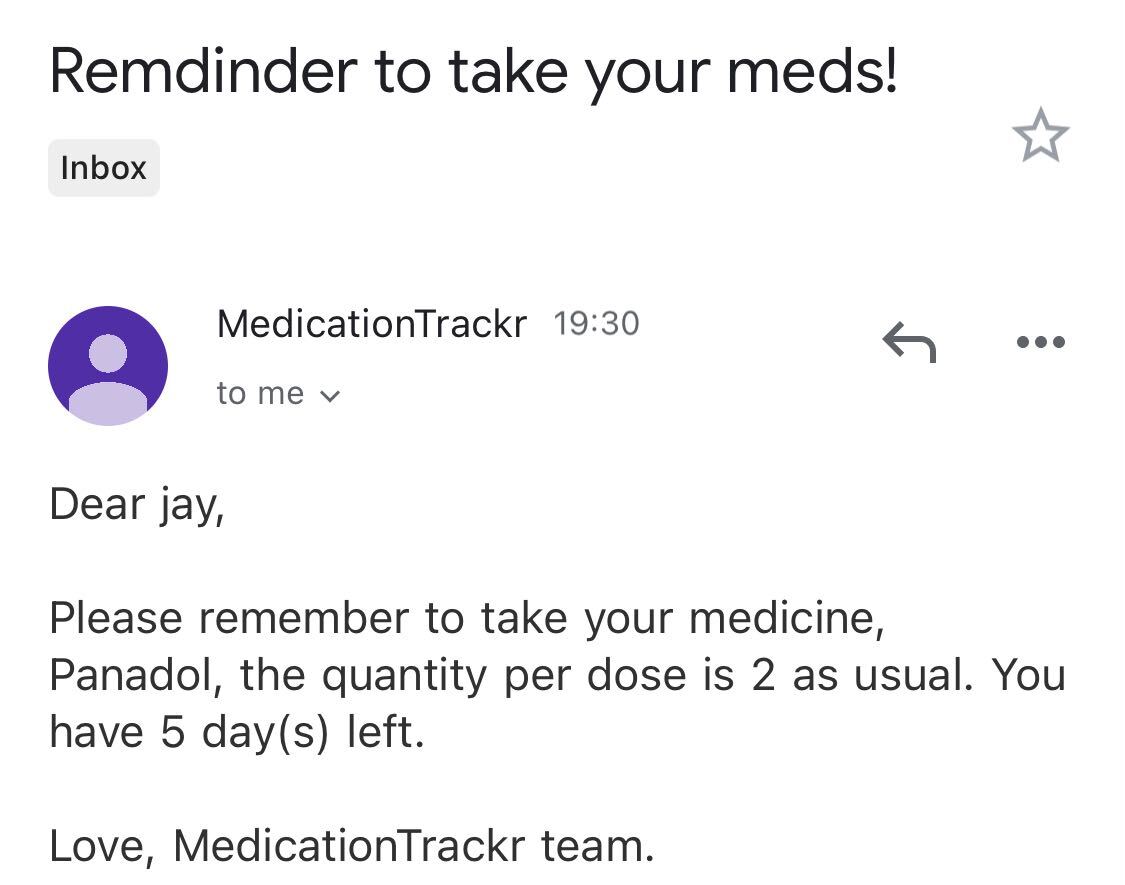 Remdinder to take your meds!
Inbox
MedicationTrackr 19:30
to me
Dear jay,
Please remember to take your medicine,
Panadol, the quantity per dose is 2 as usual. You
have 5 day(s) left.
Love, MedicationTrackr team.